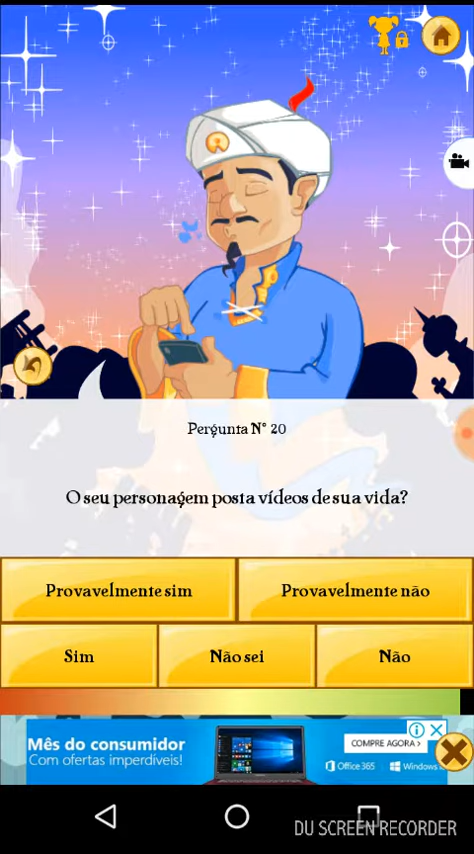 Pergunta N° 20
O seu personagem posta vídeos de sua vida?
Provavelmente sim
Provavelmente não
Sim
Não sei
Não
Mês do consumidor
Com ofertas imperdíveis!
COMPRE AGORA >
Office 365
Windows
DU SCREEN RECORDER